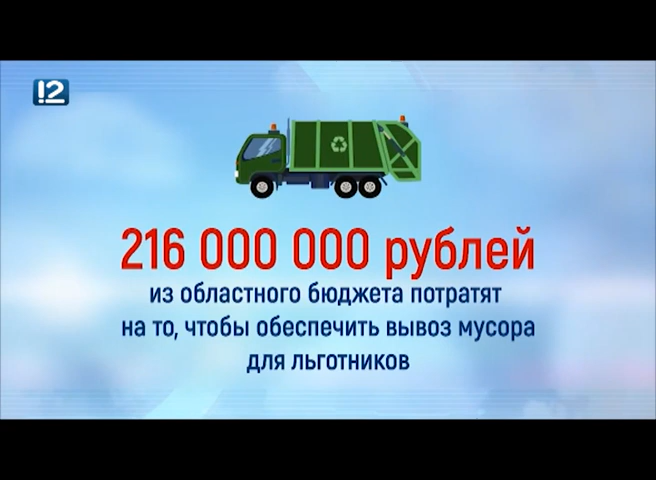 12
216 000 000 рублей
из областного бюджета потратят
на то, чтобы обеспечить вывоз мусора
для льготников